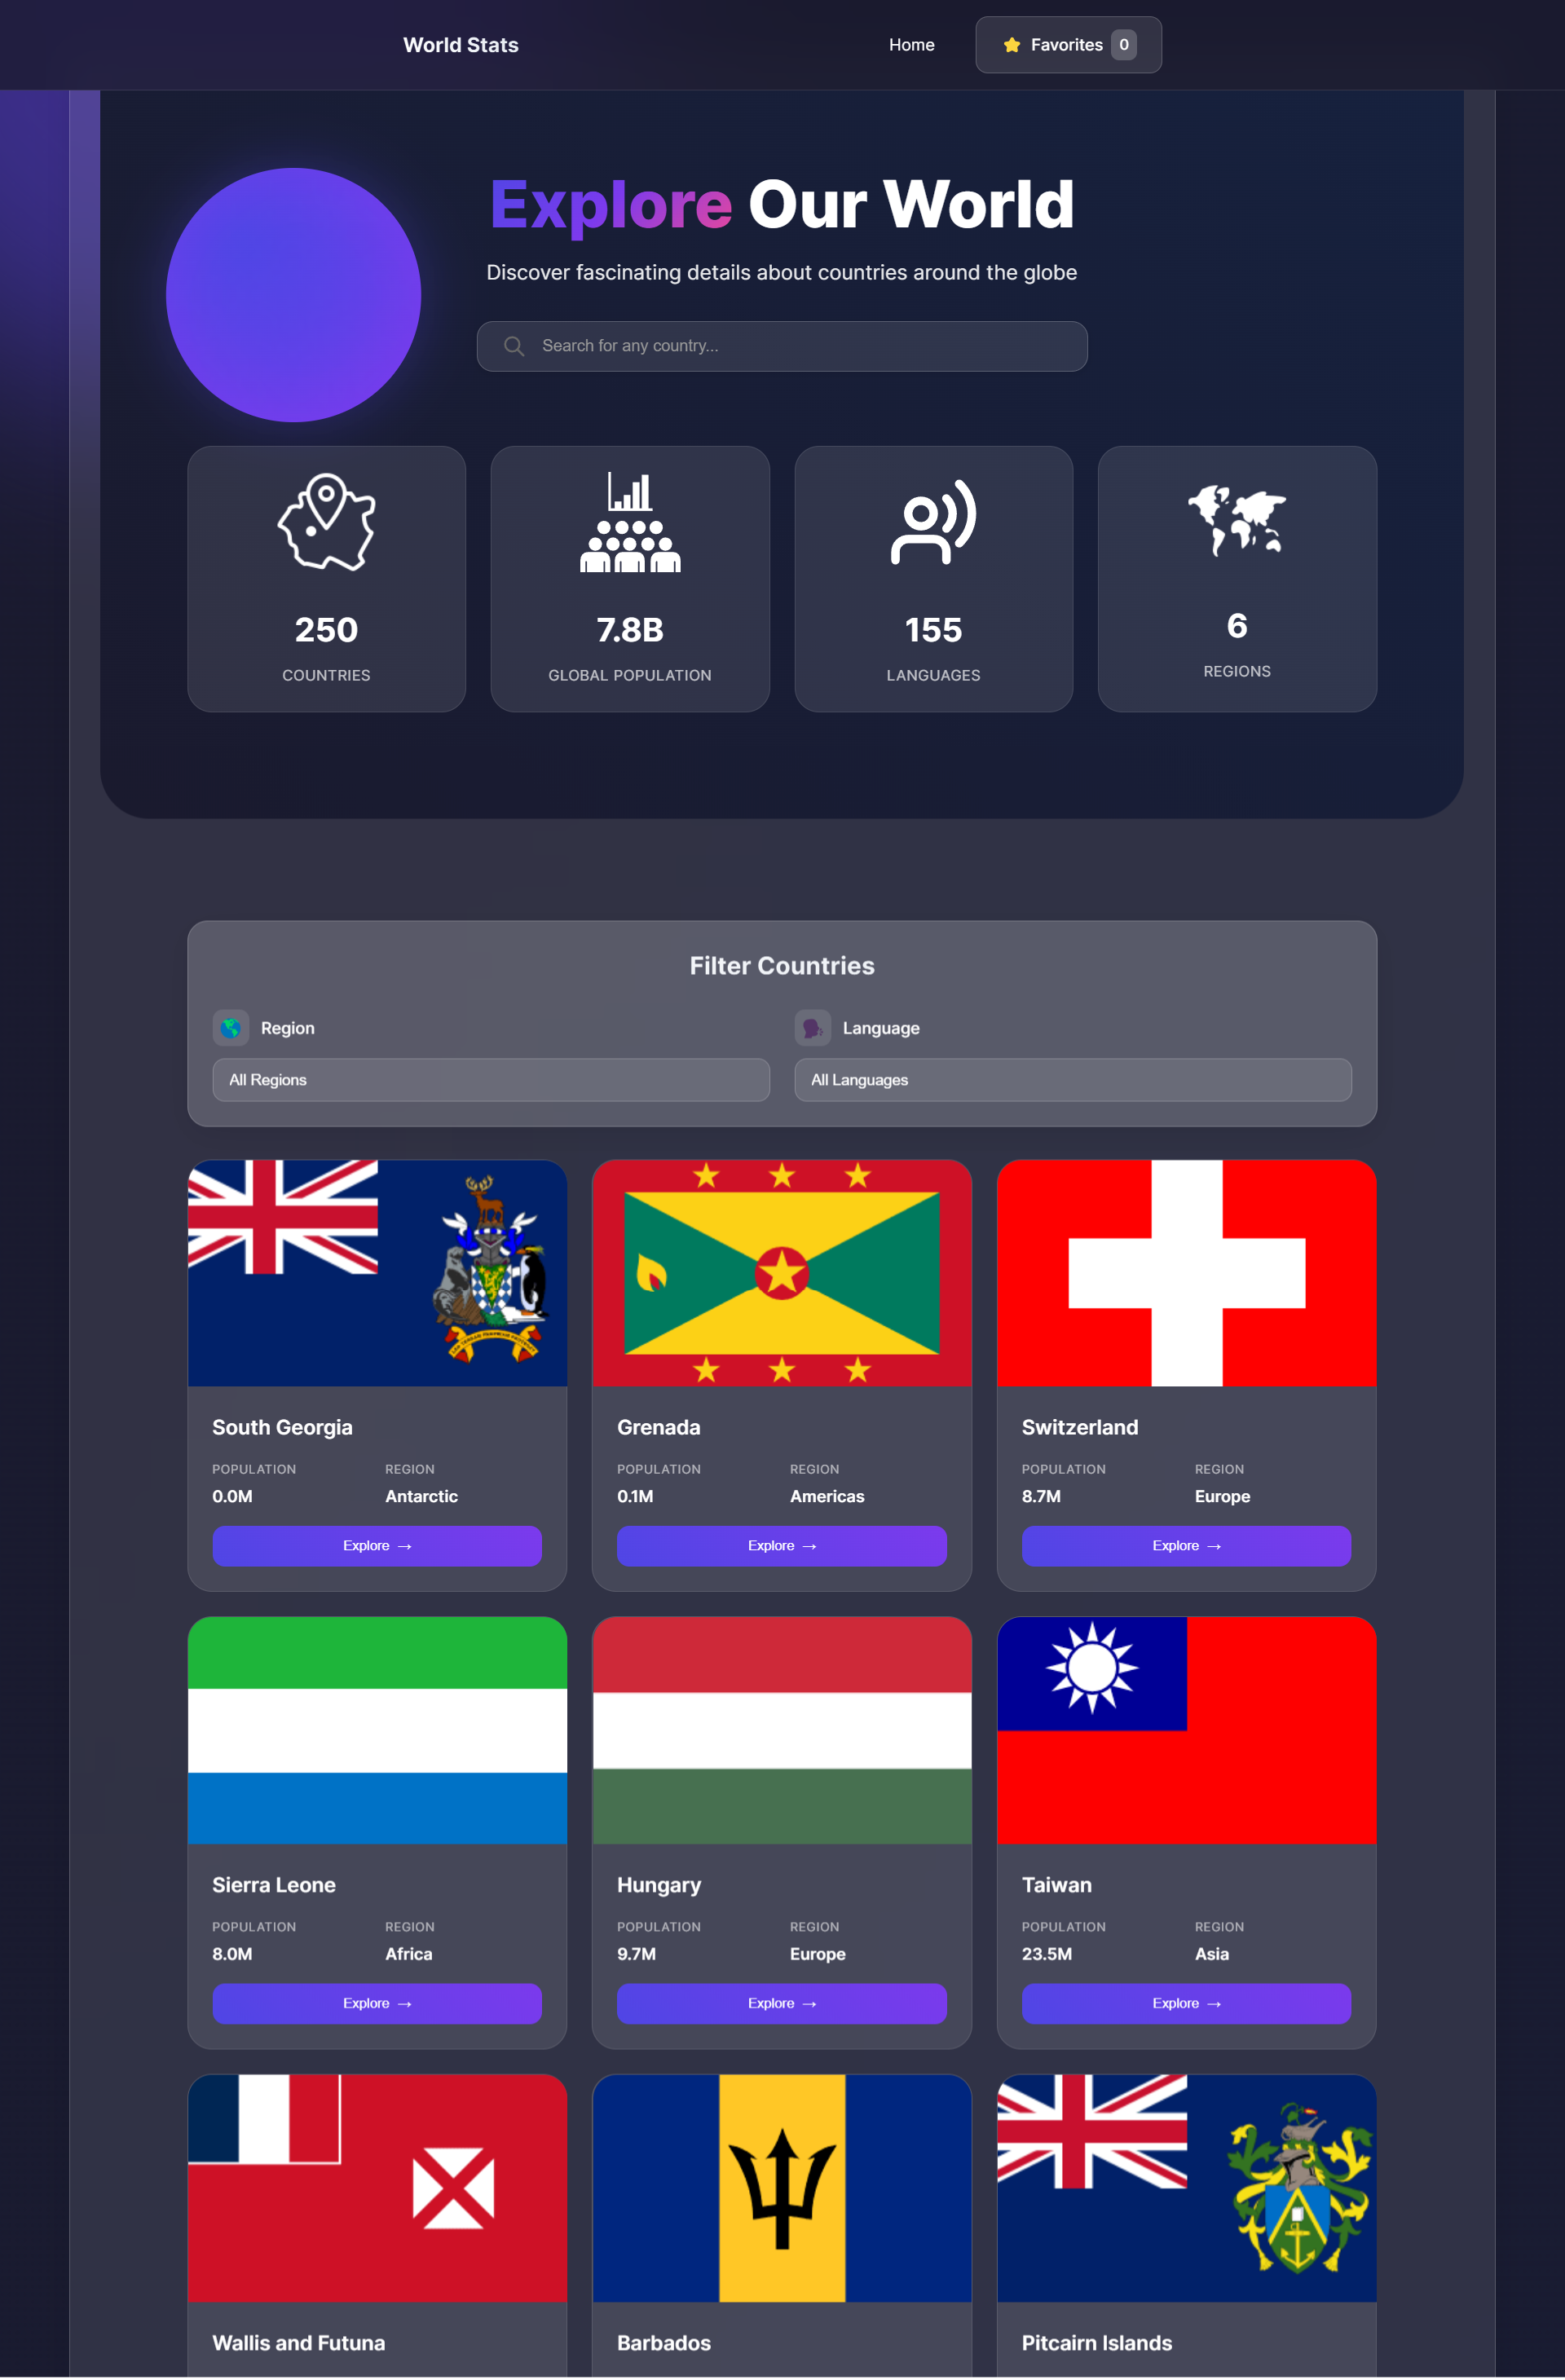 World Stats
Home
Favorites 0
Explore Our World
Discover fascinating details about countries around the globe
Search for any country...
250
COUNTRIES
7.8B
GLOBAL POPULATION
155
LANGUAGES
6
REGIONS
Filter Countries
Region
All Regions
Language
All Languages
South Georgia
POPULATION REGION
0.0M Antarctic
Explore →
Grenada
POPULATION REGION
0.1M Americas
Explore →
Switzerland
POPULATION REGION
8.7M Europe
Explore →
Sierra Leone
POPULATION REGION
8.0M Africa
Explore →
Hungary
POPULATION REGION
9.7M Europe
Explore →
Taiwan
POPULATION REGION
23.5M Asia
Explore →
Wallis and Futuna
Barbados
Pitcairn Islands